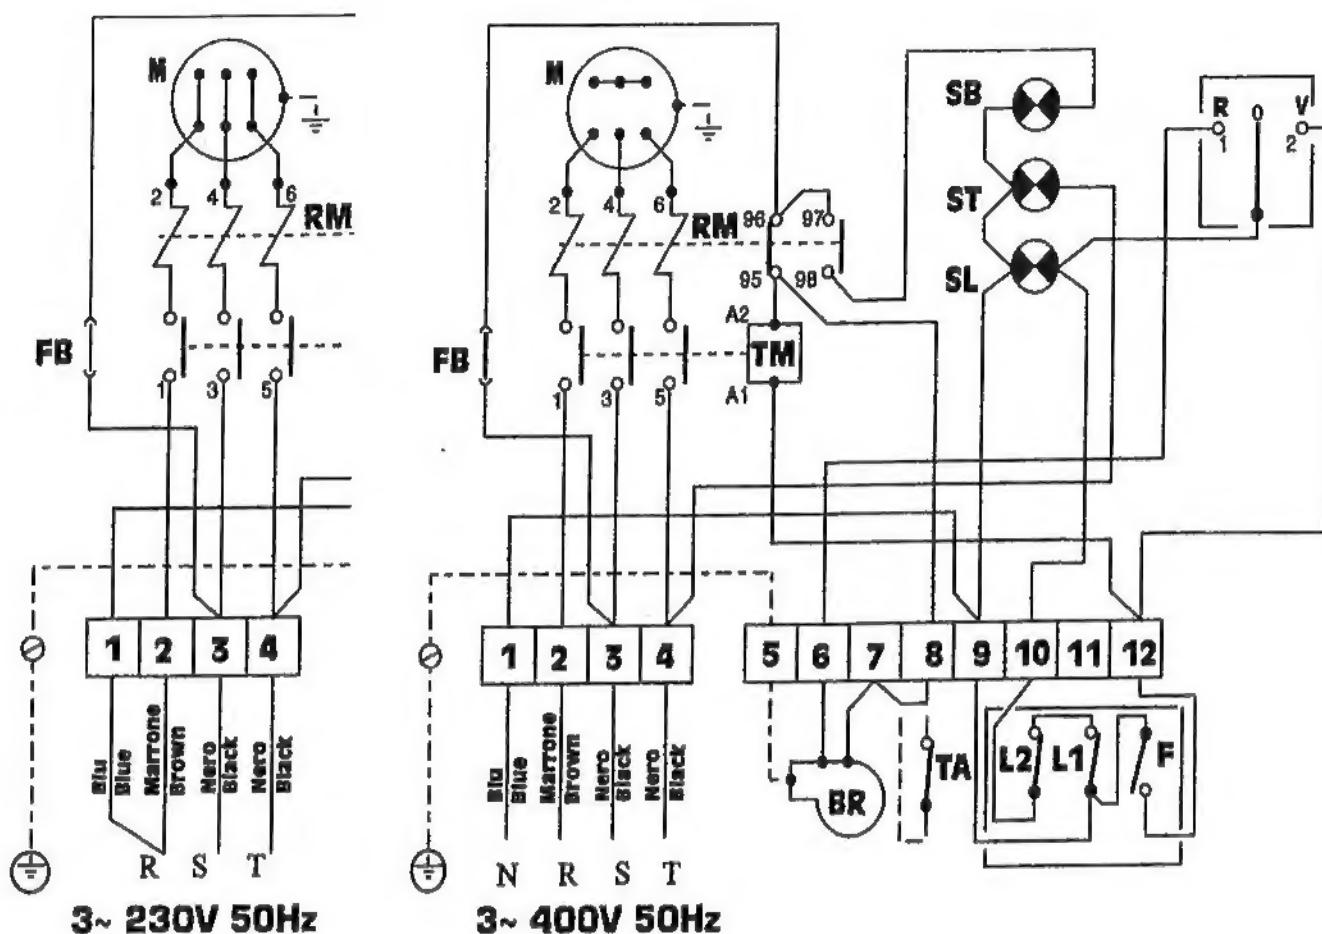 M
2 4 6
RM
FB
1 3 5
1 2 3 4
Blu Blue
Marrone Brown
Nero Black
Nero Black
R S T
3~ 230V 50Hz
M
2 4 6
RM
96 97
95 98
A2
TM
A1
FB
1 3 5
SB
ST
SL
R 0 V
1 2
1 2 3 4
5 6 7 8 9 10 11 12
Blu Blue
Marrone Brown
Nero Black
Nero Black
BR
TA
L2 L1 F
N R S T
3~ 400V 50Hz